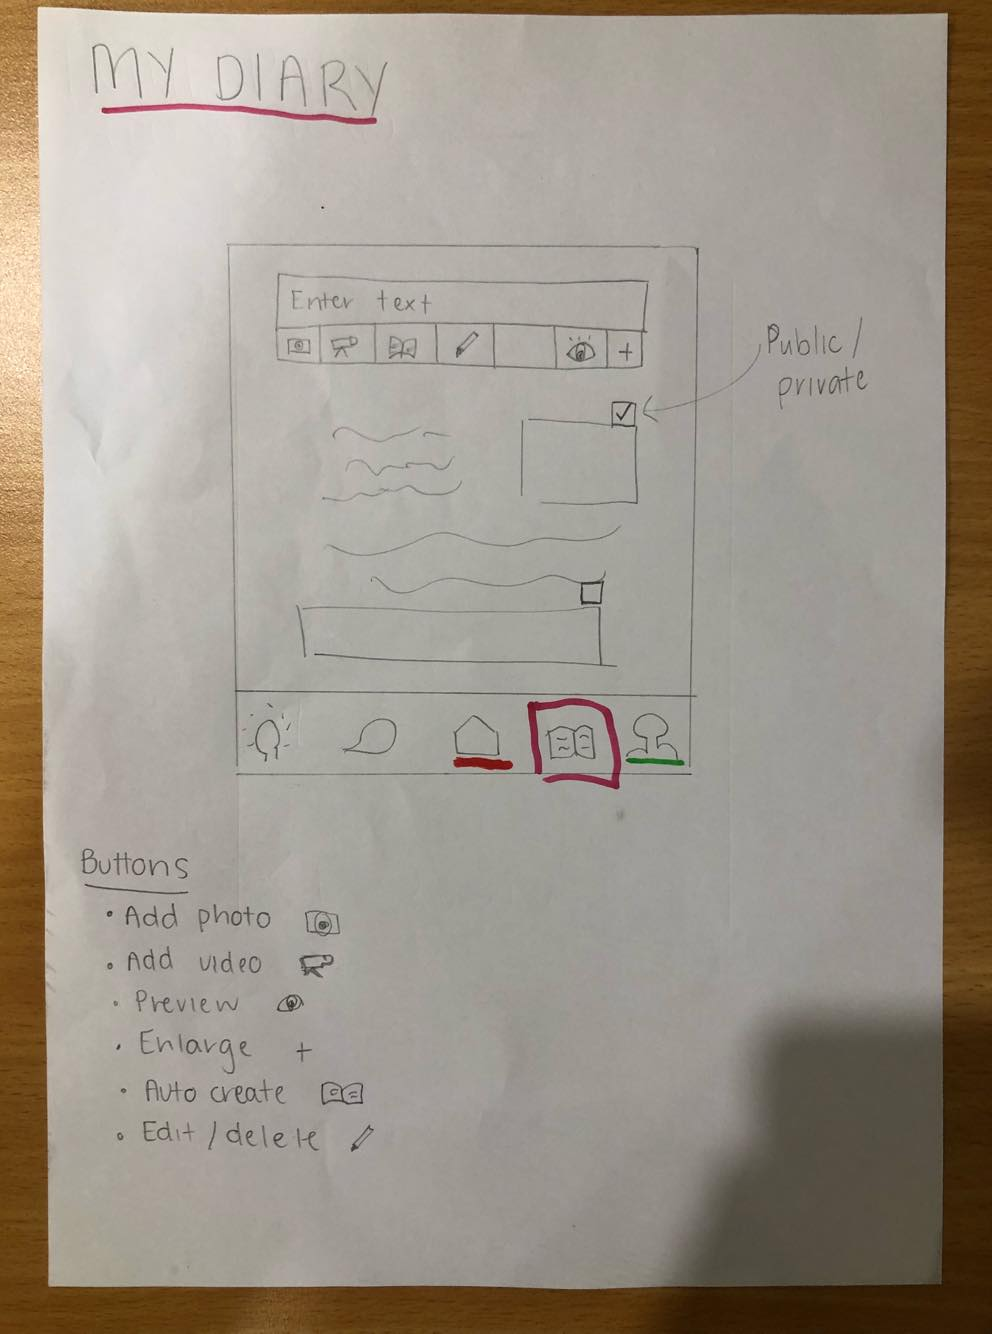 MY DIARY
Enter text
+
Public /
private
Buttons
• Add photo
• Add video
• Preview
• Enlarge +
• Auto create
• Edit / delete